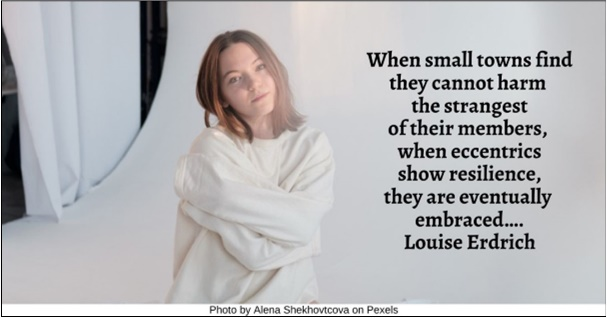 When small towns find
they cannot harm
the strangest
of their members,
when eccentrics
show resilience,
they are eventually
embraced....
Louise Erdrich
Photo by Alena Shekhovtcova on Pexels